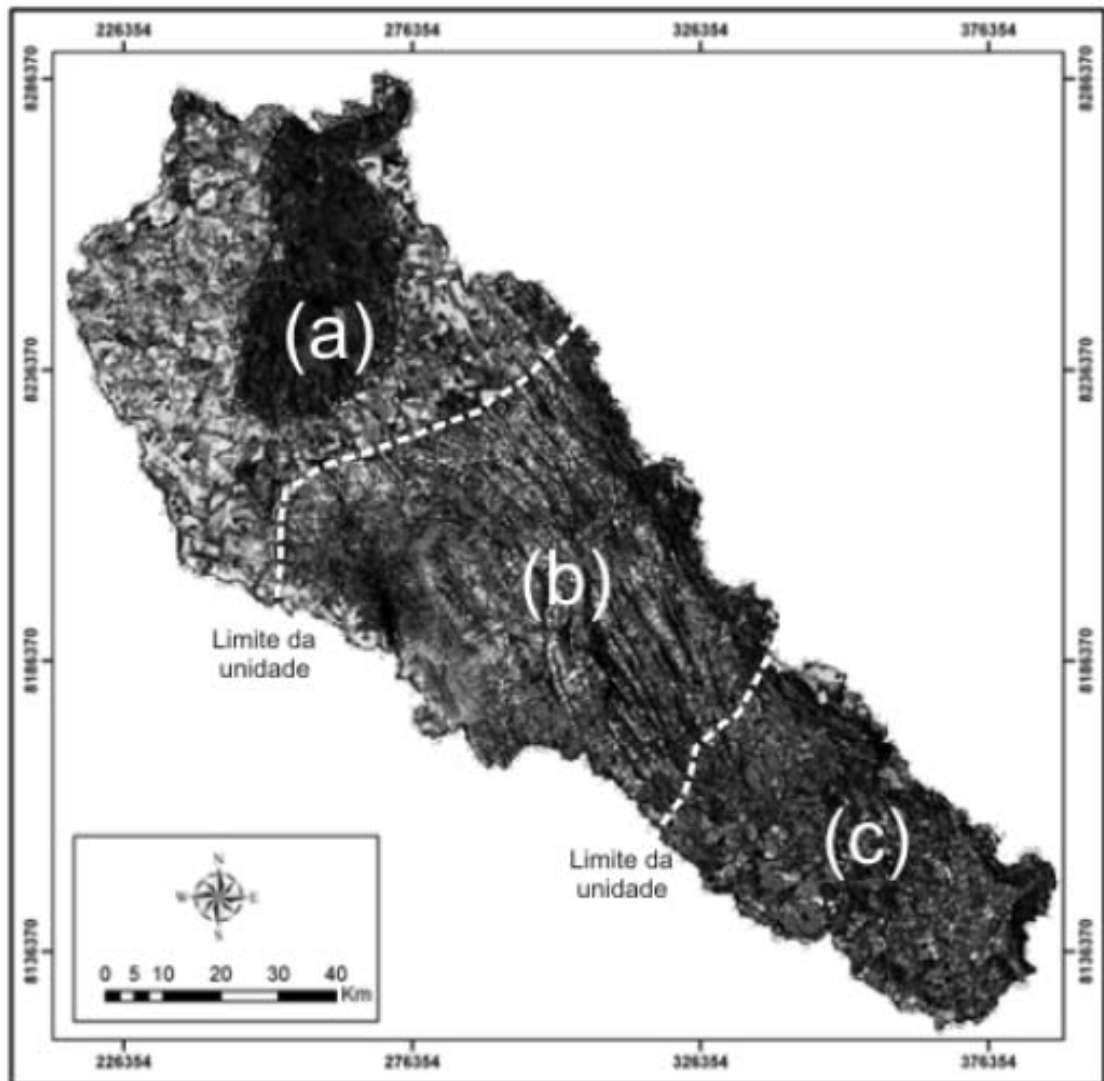 226354 276354 326354 376354
8286370 8286370
(a)
8236370 8236370
(b)
Limite da
unidade
8186370 8186370
(c)
Limite da
unidade
N
W E
S
8136370 8136370
0 5 10 20 30 40
Km
226354 276354 326354 376354